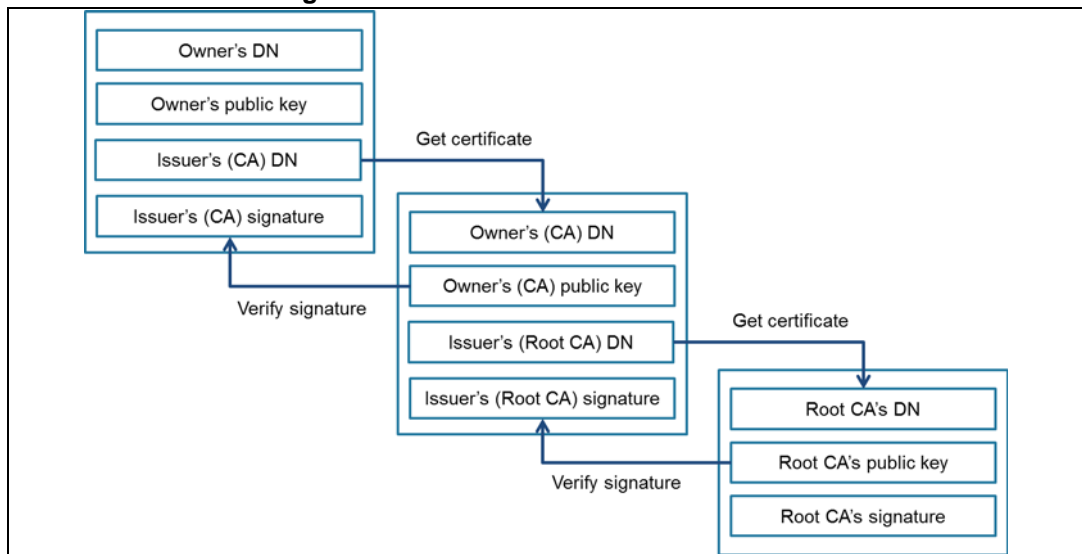 Owner's DN
Owner's public key
Issuer's (CA) DN
Issuer's (CA) signature
Get certificate
Verify signature
Owner's (CA) DN
Owner's (CA) public key
Issuer's (Root CA) DN
Issuer's (Root CA) signature
Get certificate
Verify signature
Root CA's DN
Root CA's public key
Root CA's signature